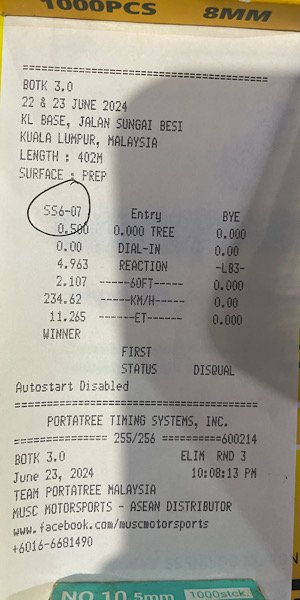 1000PCS 8MM
==========================================
BOTK 3.0
22 & 23 JUNE 2024
KL BASE, JALAN SUNGAI BESI
KUALA LUMPUR, MALAYSIA
LENGTH : 402M
SURFACE : PREP
SS6-07 Entry BYE
0.500 0.000 TREE 0.000
0.00 DIAL-IN 0.00
4.963 REACTION -L83-
2.107 ------60FT------ 0.000
234.62 ------KM/H------ 0.00
11.265 -------ET------- 0.000
WINNER
FIRST
STATUS DISQUAL
Autostart Disabled
==========================================
PORTATREE TIMING SYSTEMS, INC.
================ 255/256 ==========600214
BOTK 3.0 ELIM RND 3
June 23, 2024 10:08:13 PM
TEAM PORTATREE MALAYSIA
MUSC MOTORSPORTS - ASEAN DISTRIBUTOR
www.facebook.com/muscmotorsports
+6016-6681490
NO.10 5mm 1000stck.